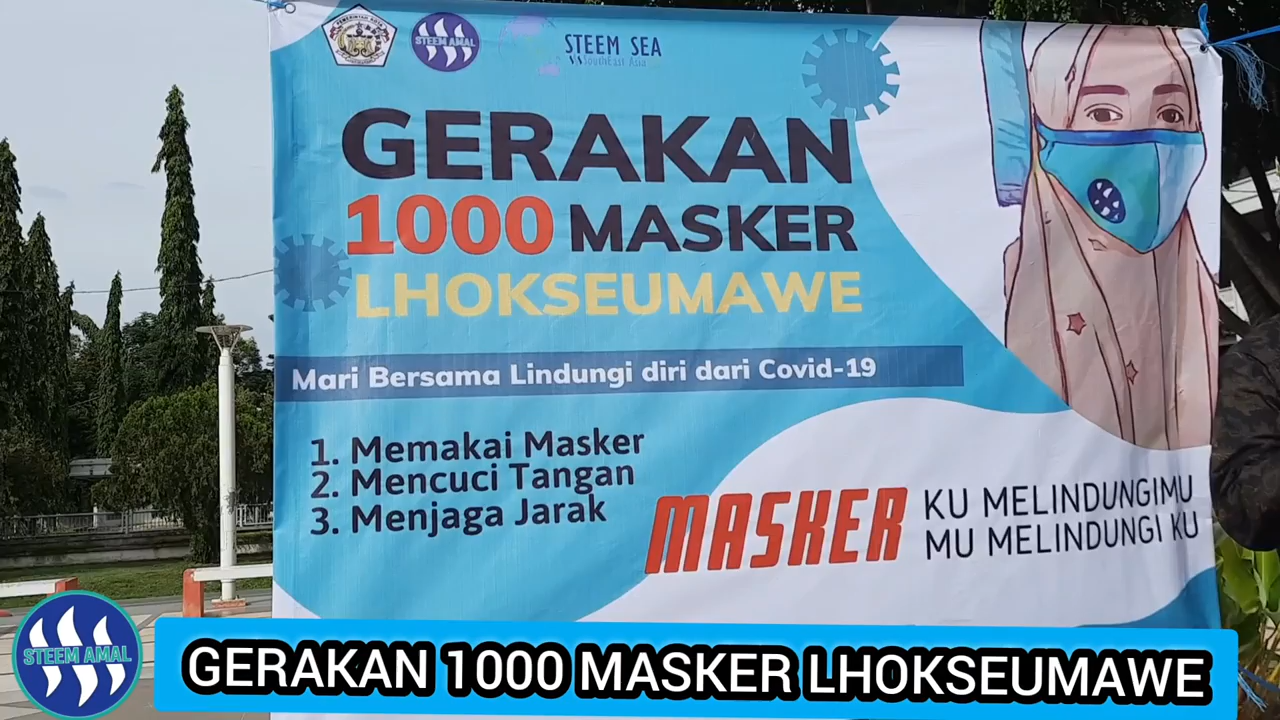 STEEM AMAL
STEEM SEA
SouthEast Asia
GERAKAN
1000 MASKER
LHOKSEUMAWE
Mari Bersama Lindungi diri dari Covid-19
1. Memakai Masker
2. Mencuci Tangan
3. Menjaga Jarak
MASKER
KU MELINDUNGIMU
MU MELINDUNGI KU
STEEM AMAL
GERAKAN 1000 MASKER LHOKSEUMAWE